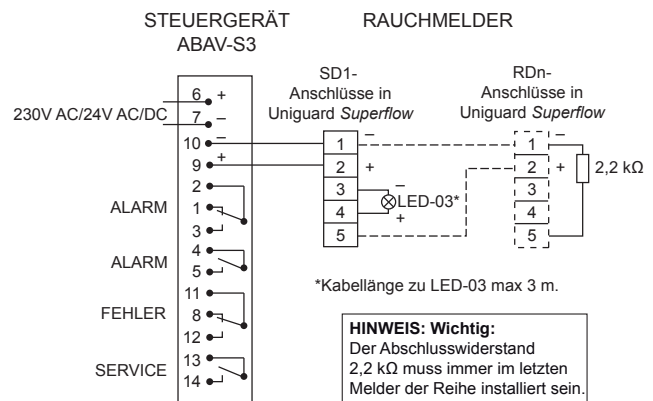 STEUERGERÄT
ABAV-S3
RAUCHMELDER
230V AC/24V AC/DC
6 +
7 –
10 –
9 +
2
ALARM
1
3
4
ALARM
5
11
FEHLER
8
12
13
SERVICE
14
SD1-
Anschlüsse in
Uniguard Superflow
–
1
2 +
3 –
LED-03*
4 +
5
RDn-
Anschlüsse in
Uniguard Superflow
–
1
2 +
2,2 kΩ
3
4
5
*Kabellänge zu LED-03 max 3 m.
HINWEIS: Wichtig:
Der Abschlusswiderstand
2,2 kΩ muss immer im letzten
Melder der Reihe installiert sein.